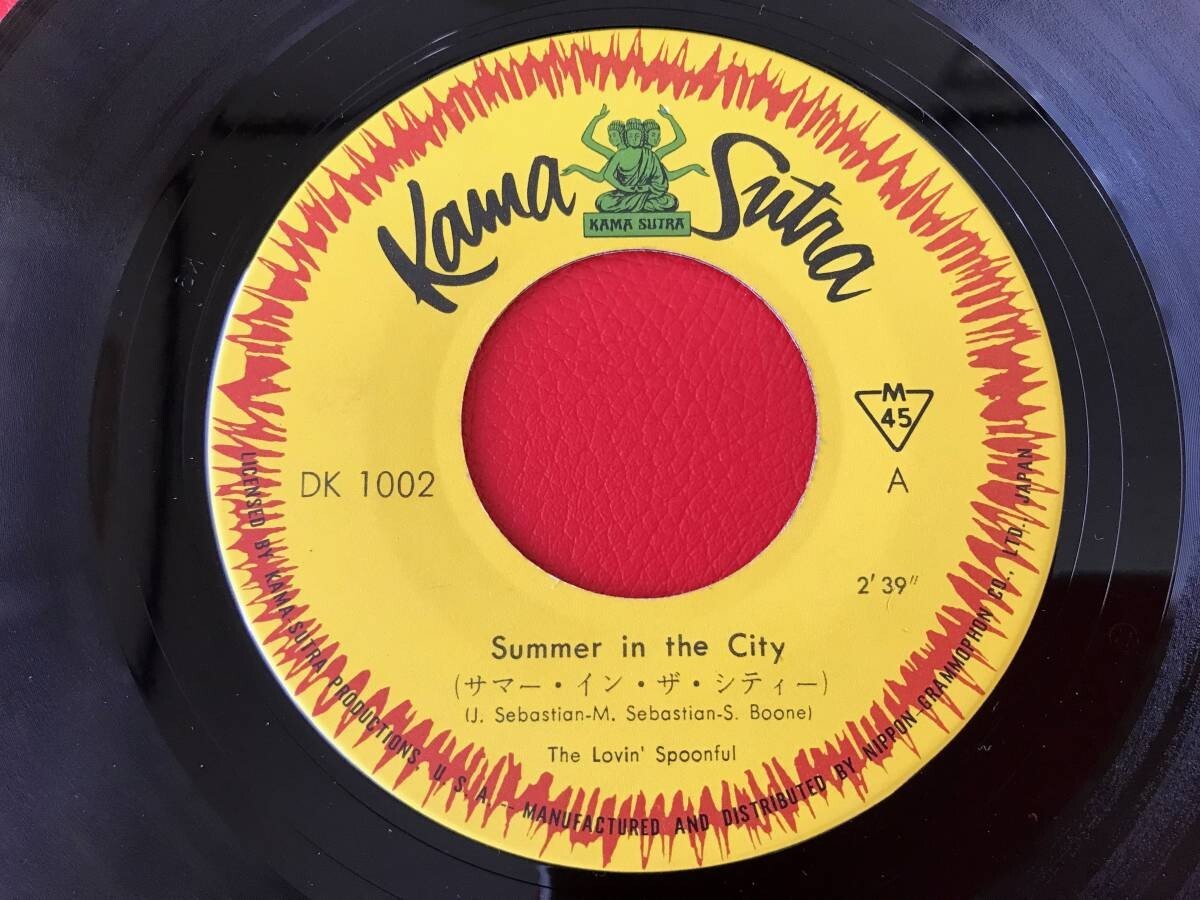 Kama Sutra
KAMA SUTRA
M
45
DK 1002
A
2' 39"
Summer in the City
(サマー・イン・ザ・シティー)
(J. Sebastian-M. Sebastian-S. Boone)
The Lovin' Spoonful
LICENSED BY KAMA SUTRA PRODUCTIONS, U. S. A. -- MANUFACTURED AND DISTRIBUTED BY NIPPON-GRAMMOPHON CO., LTD., JAPAN